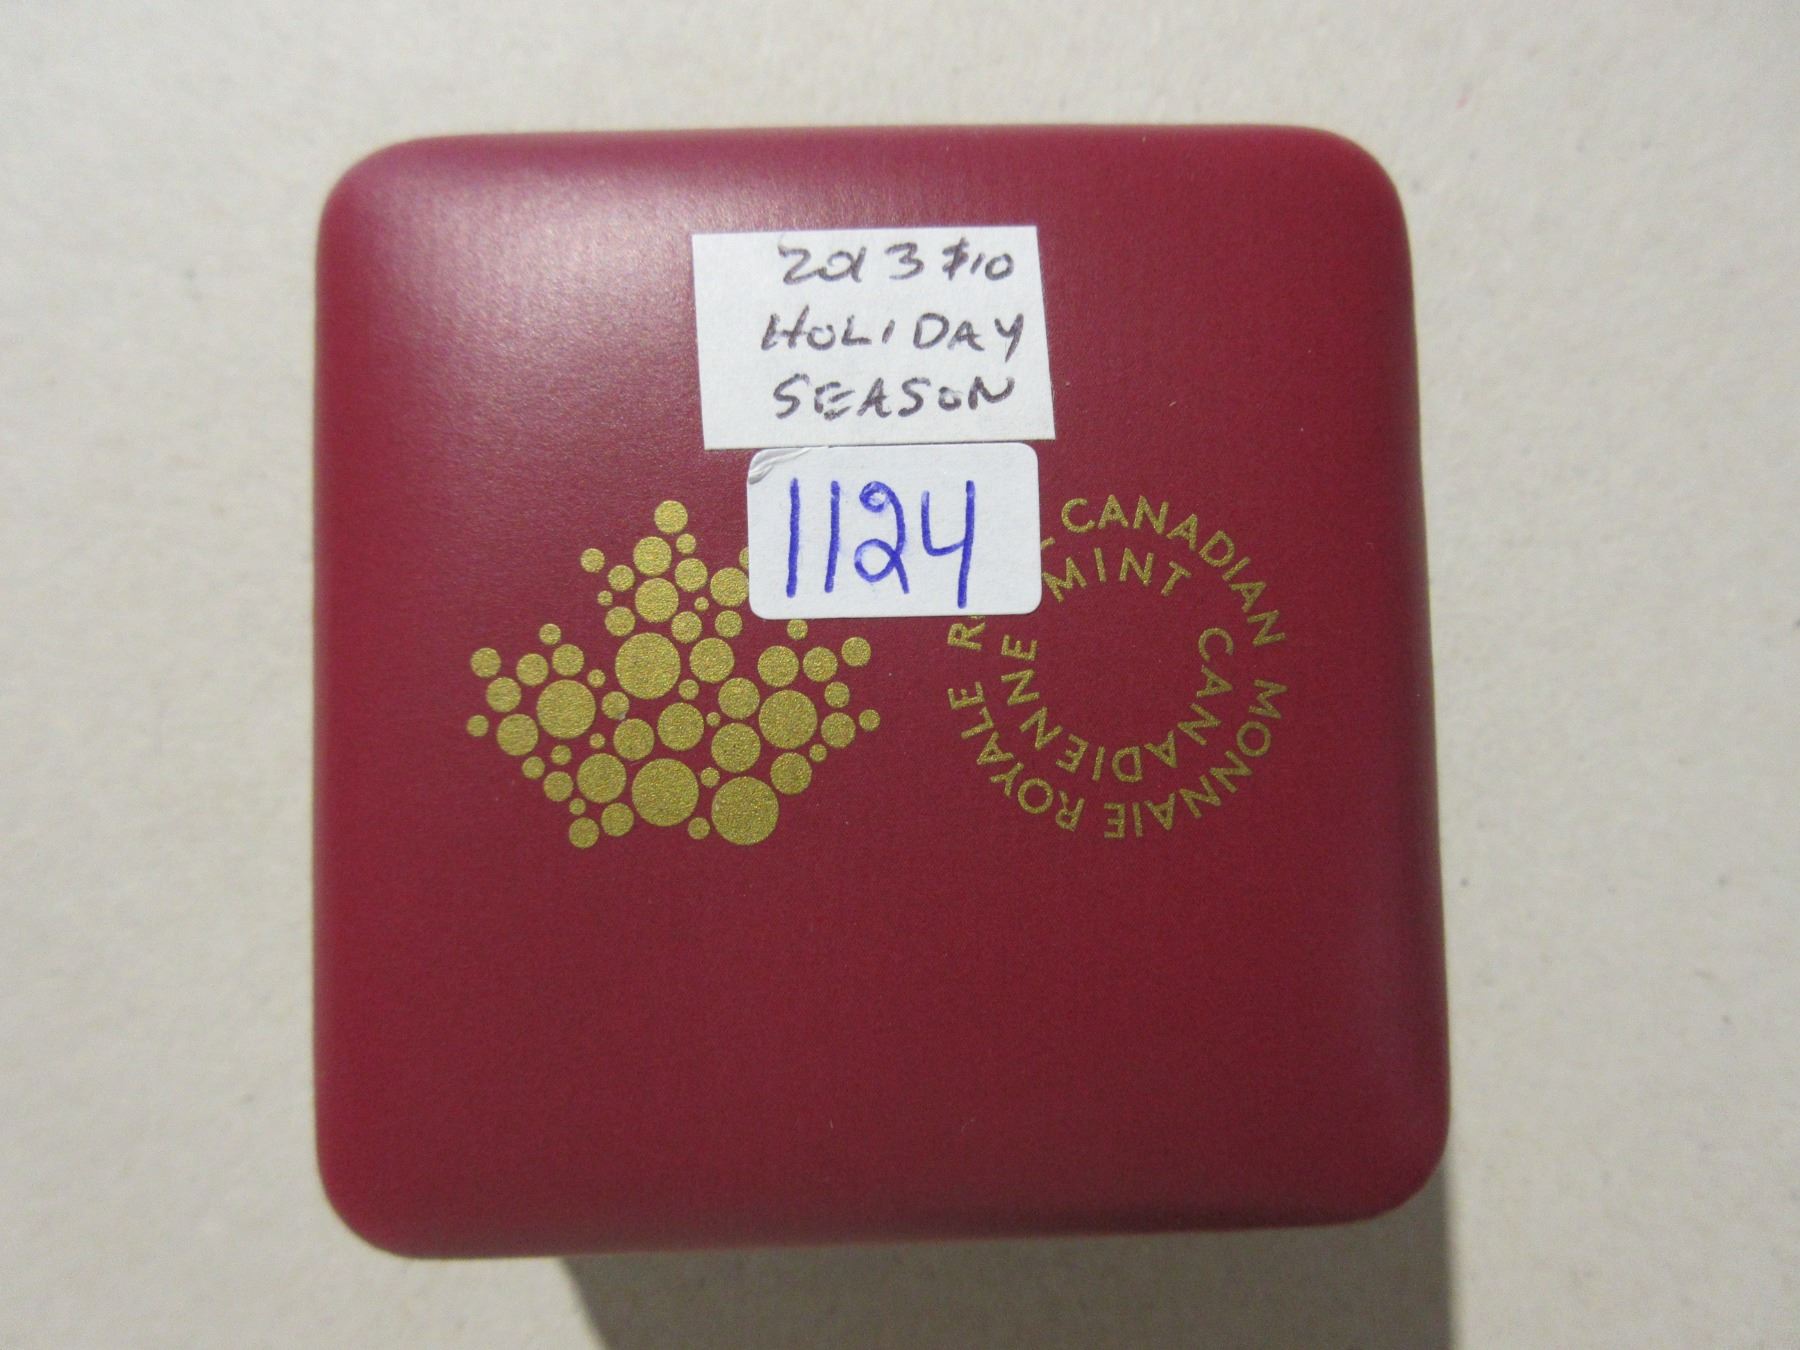 2013 $10
HOLIDAY
SEASON
1124
CANADIAN
MINT
MONNAIE ROYALE
CANADIENNE